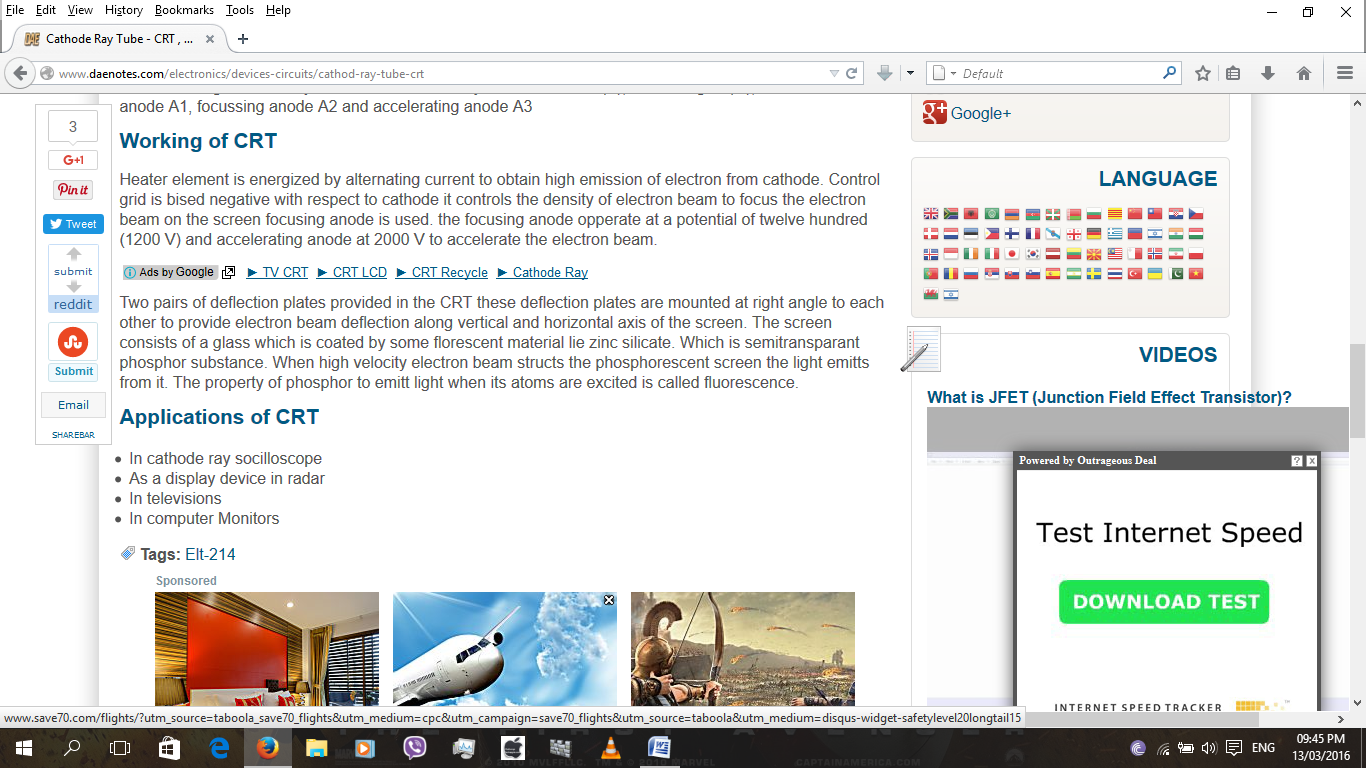 File Edit View History Bookmarks Tools Help
Cathode Ray Tube - CRT , ...
www.daenotes.com/electronics/devices-circuits/cathod-ray-tube-crt
Default
anode A1, focussing anode A2 and accelerating anode A3
Working of CRT
Heater element is energized by alternating current to obtain high emission of electron from cathode. Control
grid is bised negative with respect to cathode it controls the density of electron beam to focus the electron
beam on the screen focusing anode is used. the focusing anode opperate at a potential of twelve hundred
(1200 V) and accelerating anode at 2000 V to accelerate the electron beam.
Ads by Google
► TV CRT ► CRT LCD ► CRT Recycle ► Cathode Ray
Two pairs of deflection plates provided in the CRT these deflection plates are mounted at right angle to each
other to provide electron beam deflection along vertical and horizontal axis of the screen. The screen
consists of a glass which is coated by some florescent material lie zinc silicate. Which is semitransparant
phosphor substance. When high velocity electron beam structs the phosphorescent screen the light emitts
from it. The property of phosphor to emitt light when its atoms are excited is called fluorescence.
Applications of CRT
In cathode ray socilloscope
As a display device in radar
In televisions
In computer Monitors
Tags: Elt-214
Sponsored
3
G+1
Pin it
Tweet
submit
reddit
Submit
Email
SHAREBAR
g+ Google+
LANGUAGE
VIDEOS
What is JFET (Junction Field Effect Transistor)?
Powered by Outrageous Deal
? x
Test Internet Speed
DOWNLOAD TEST
INTERNET SPEED TRACKER
www.save70.com/flights/?utm_source=taboola_save70_flights&utm_medium=cpc&utm_campaign=save70_flights&utm_source=taboola&utm_medium=disqus-widget-safetylevel20longtail15
CAPTAINAMERICA.COM
ENG
09:45 PM
13/03/2016